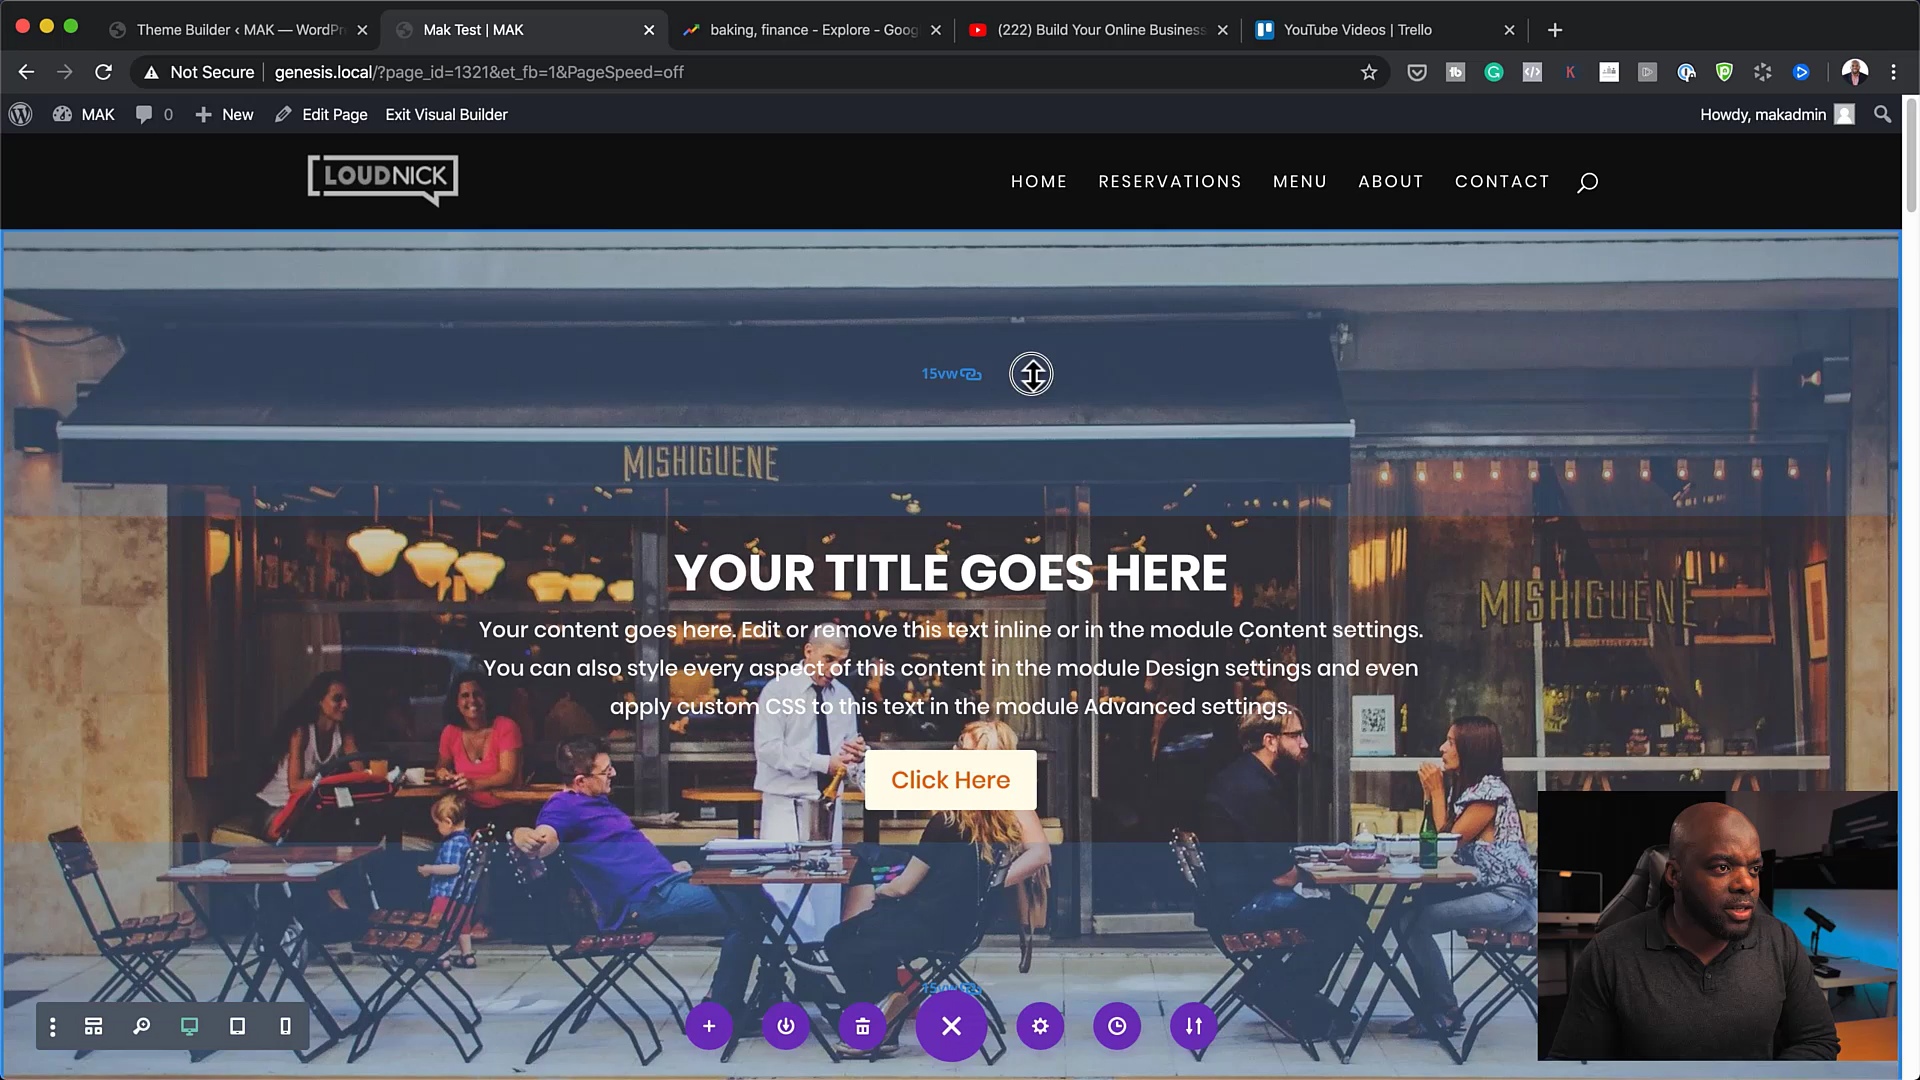 Theme Builder ‹ MAK — WordPr
Mak Test | MAK
baking, finance - Explore - Goog
(222) Build Your Online Business
YouTube Videos | Trello
Not Secure
genesis.local/?page_id=1321&et_fb=1&PageSpeed=off
MAK
0
New
Edit Page
Exit Visual Builder
Howdy, makadmin
LOUDNICK
HOME
RESERVATIONS
MENU
ABOUT
CONTACT
15vw
MISHIGUENE
YOUR TITLE GOES HERE
MISHIGUENE
Your content goes here. Edit or remove this text inline or in the module Content settings.
You can also style every aspect of this content in the module Design settings and even
apply custom CSS to this text in the module Advanced settings.
Click Here
15vw